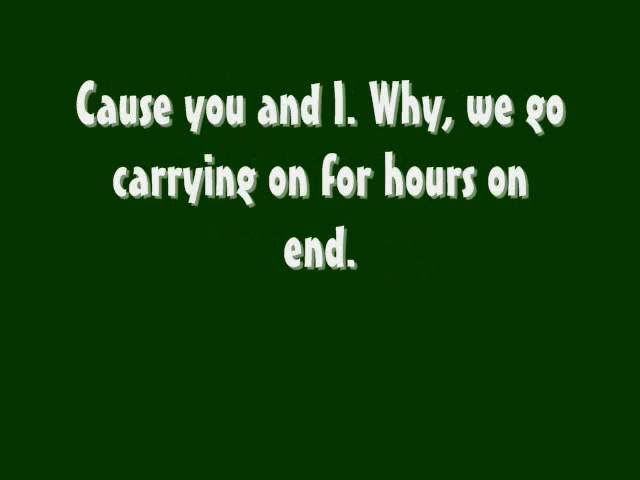 Cause you and I. Why, we go
carrying on for hours on
end.